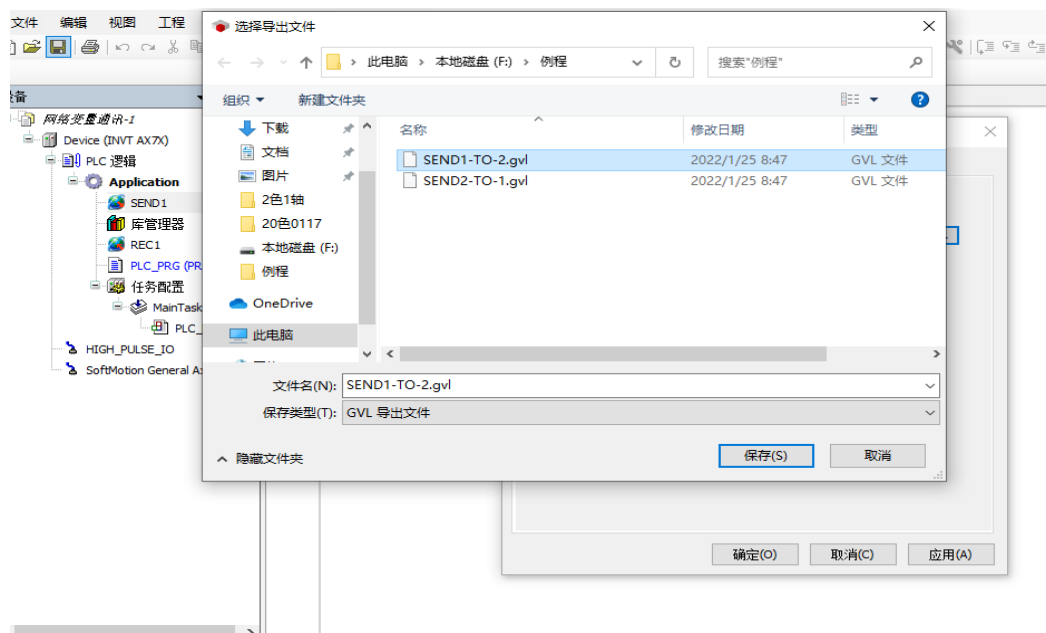 文件 编辑 视图 工程
选择导出文件
此电脑 › 本地磁盘 (F:) › 例程
搜索"例程"
组织 新建文件夹
设备
网络变量通讯-1
Device (INVT AX7X)
PLC 逻辑
Application
SEND1
库管理器
REC1
PLC_PRG (PR
任务配置
MainTask
PLC_
HIGH_PULSE_IO
SoftMotion General A
下载
文档
图片
2色1轴
20色0117
本地磁盘 (F:)
例程
OneDrive
此电脑
名称 修改日期 类型
SEND1-TO-2.gvl 2022/1/25 8:47 GVL 文件
SEND2-TO-1.gvl 2022/1/25 8:47 GVL 文件
文件名(N): SEND1-TO-2.gvl
保存类型(T): GVL 导出文件
隐藏文件夹
保存(S) 取消
确定(O) 取消(C) 应用(A)